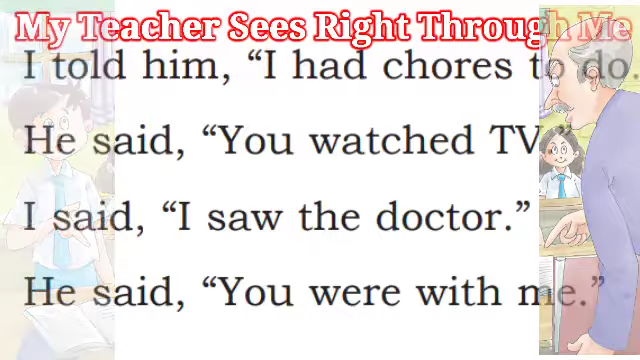 My Teacher Sees Right Through Me
I told him, “I had chores to do.
He said, “You watched TV.”
I said, “I saw the doctor.”
He said, “You were with me.”